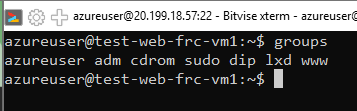 azureuser@20.199.18.57:22 - Bitvise xterm - azureuser@
azureuser@test-web-frc-vm1:~$ groups
azureuser adm cdrom sudo dip lxd www
azureuser@test-web-frc-vm1:~$